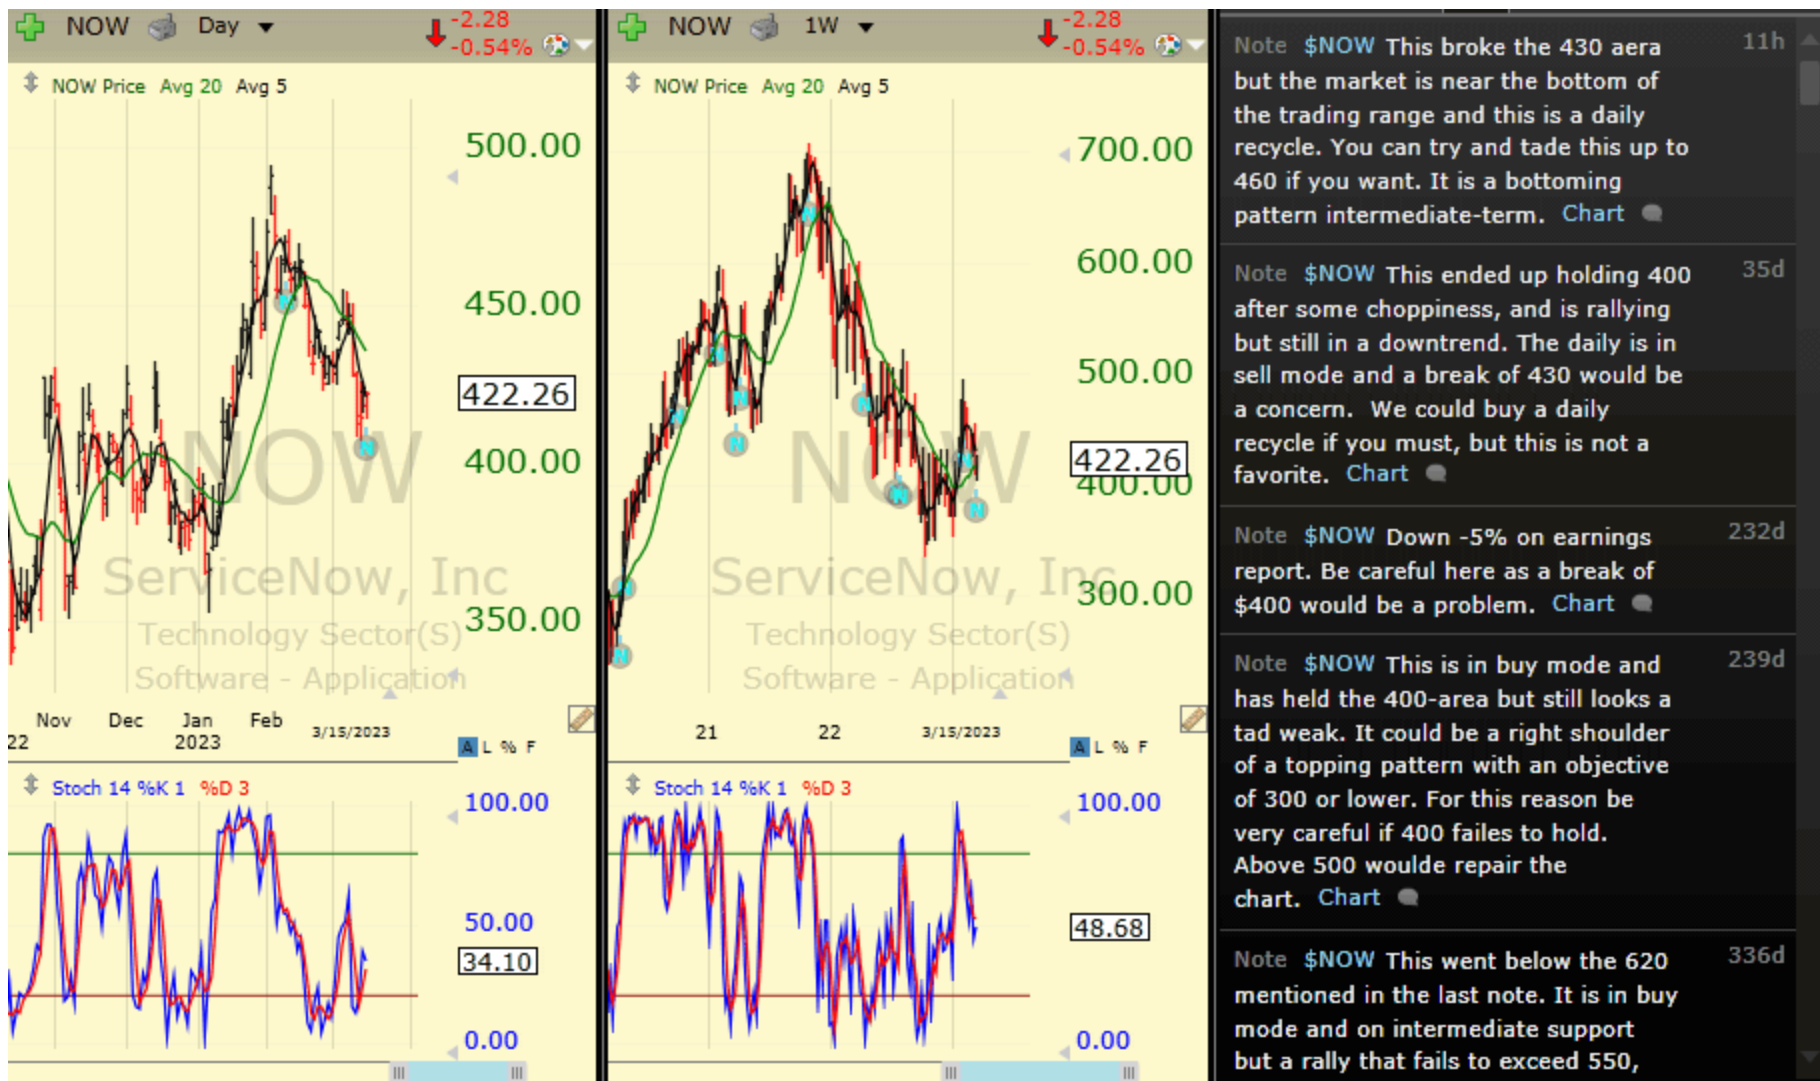 NOW Day
-2.28
-0.54%
NOW Price Avg 20 Avg 5
500.00
450.00
422.26
400.00
350.00
NOW
ServiceNow, Inc
Technology Sector(S)
Software - Application
Nov Dec Jan Feb 3/15/2023
22 2023
A L % F
Stoch 14 %K 1 %D 3
100.00
50.00
34.10
0.00
N
N
NOW 1W
-2.28
-0.54%
NOW Price Avg 20 Avg 5
700.00
600.00
500.00
422.26
400.00
300.00
NOW
ServiceNow, Inc
Technology Sector(S)
Software - Application
21 22 3/15/2023
A L % F
Stoch 14 %K 1 %D 3
100.00
48.68
0.00
N
N
N
N
N
N
N
N
N
N
Note $NOW This broke the 430 aera 11h
but the market is near the bottom of
the trading range and this is a daily
recycle. You can try and tade this up to
460 if you want. It is a bottoming
pattern intermediate-term. Chart
Note $NOW This ended up holding 400 35d
after some choppiness, and is rallying
but still in a downtrend. The daily is in
sell mode and a break of 430 would be
a concern. We could buy a daily
recycle if you must, but this is not a
favorite. Chart
Note $NOW Down -5% on earnings 232d
report. Be careful here as a break of
$400 would be a problem. Chart
Note $NOW This is in buy mode and 239d
has held the 400-area but still looks a
tad weak. It could be a right shoulder
of a topping pattern with an objective
of 300 or lower. For this reason be
very careful if 400 failes to hold.
Above 500 woulde repair the
chart. Chart
Note $NOW This went below the 620 336d
mentioned in the last note. It is in buy
mode and on intermediate support
but a rally that fails to exceed 550,